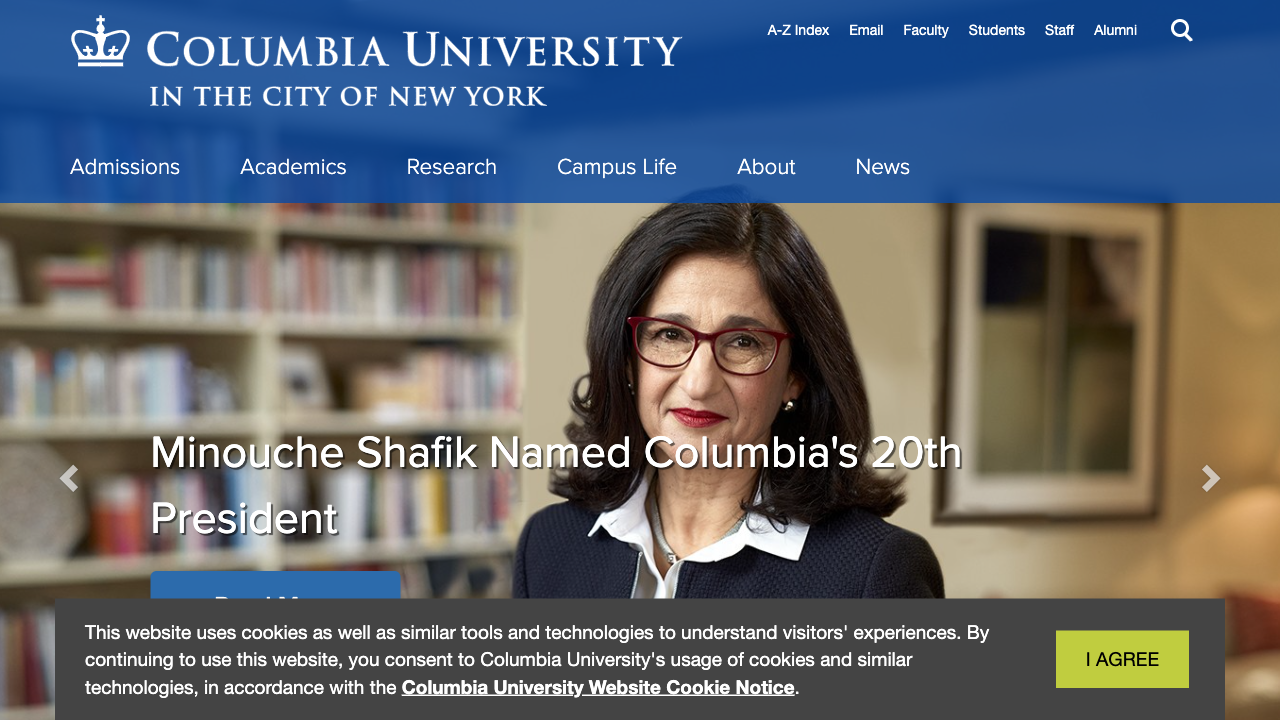 COLUMBIA UNIVERSITY
IN THE CITY OF NEW YORK
A-Z Index Email Faculty Students Staff Alumni
Admissions Academics Research Campus Life About News
Minouche Shafik Named Columbia's 20th
President
This website uses cookies as well as similar tools and technologies to understand visitors' experiences. By
continuing to use this website, you consent to Columbia University's usage of cookies and similar
technologies, in accordance with the Columbia University Website Cookie Notice.
I AGREE